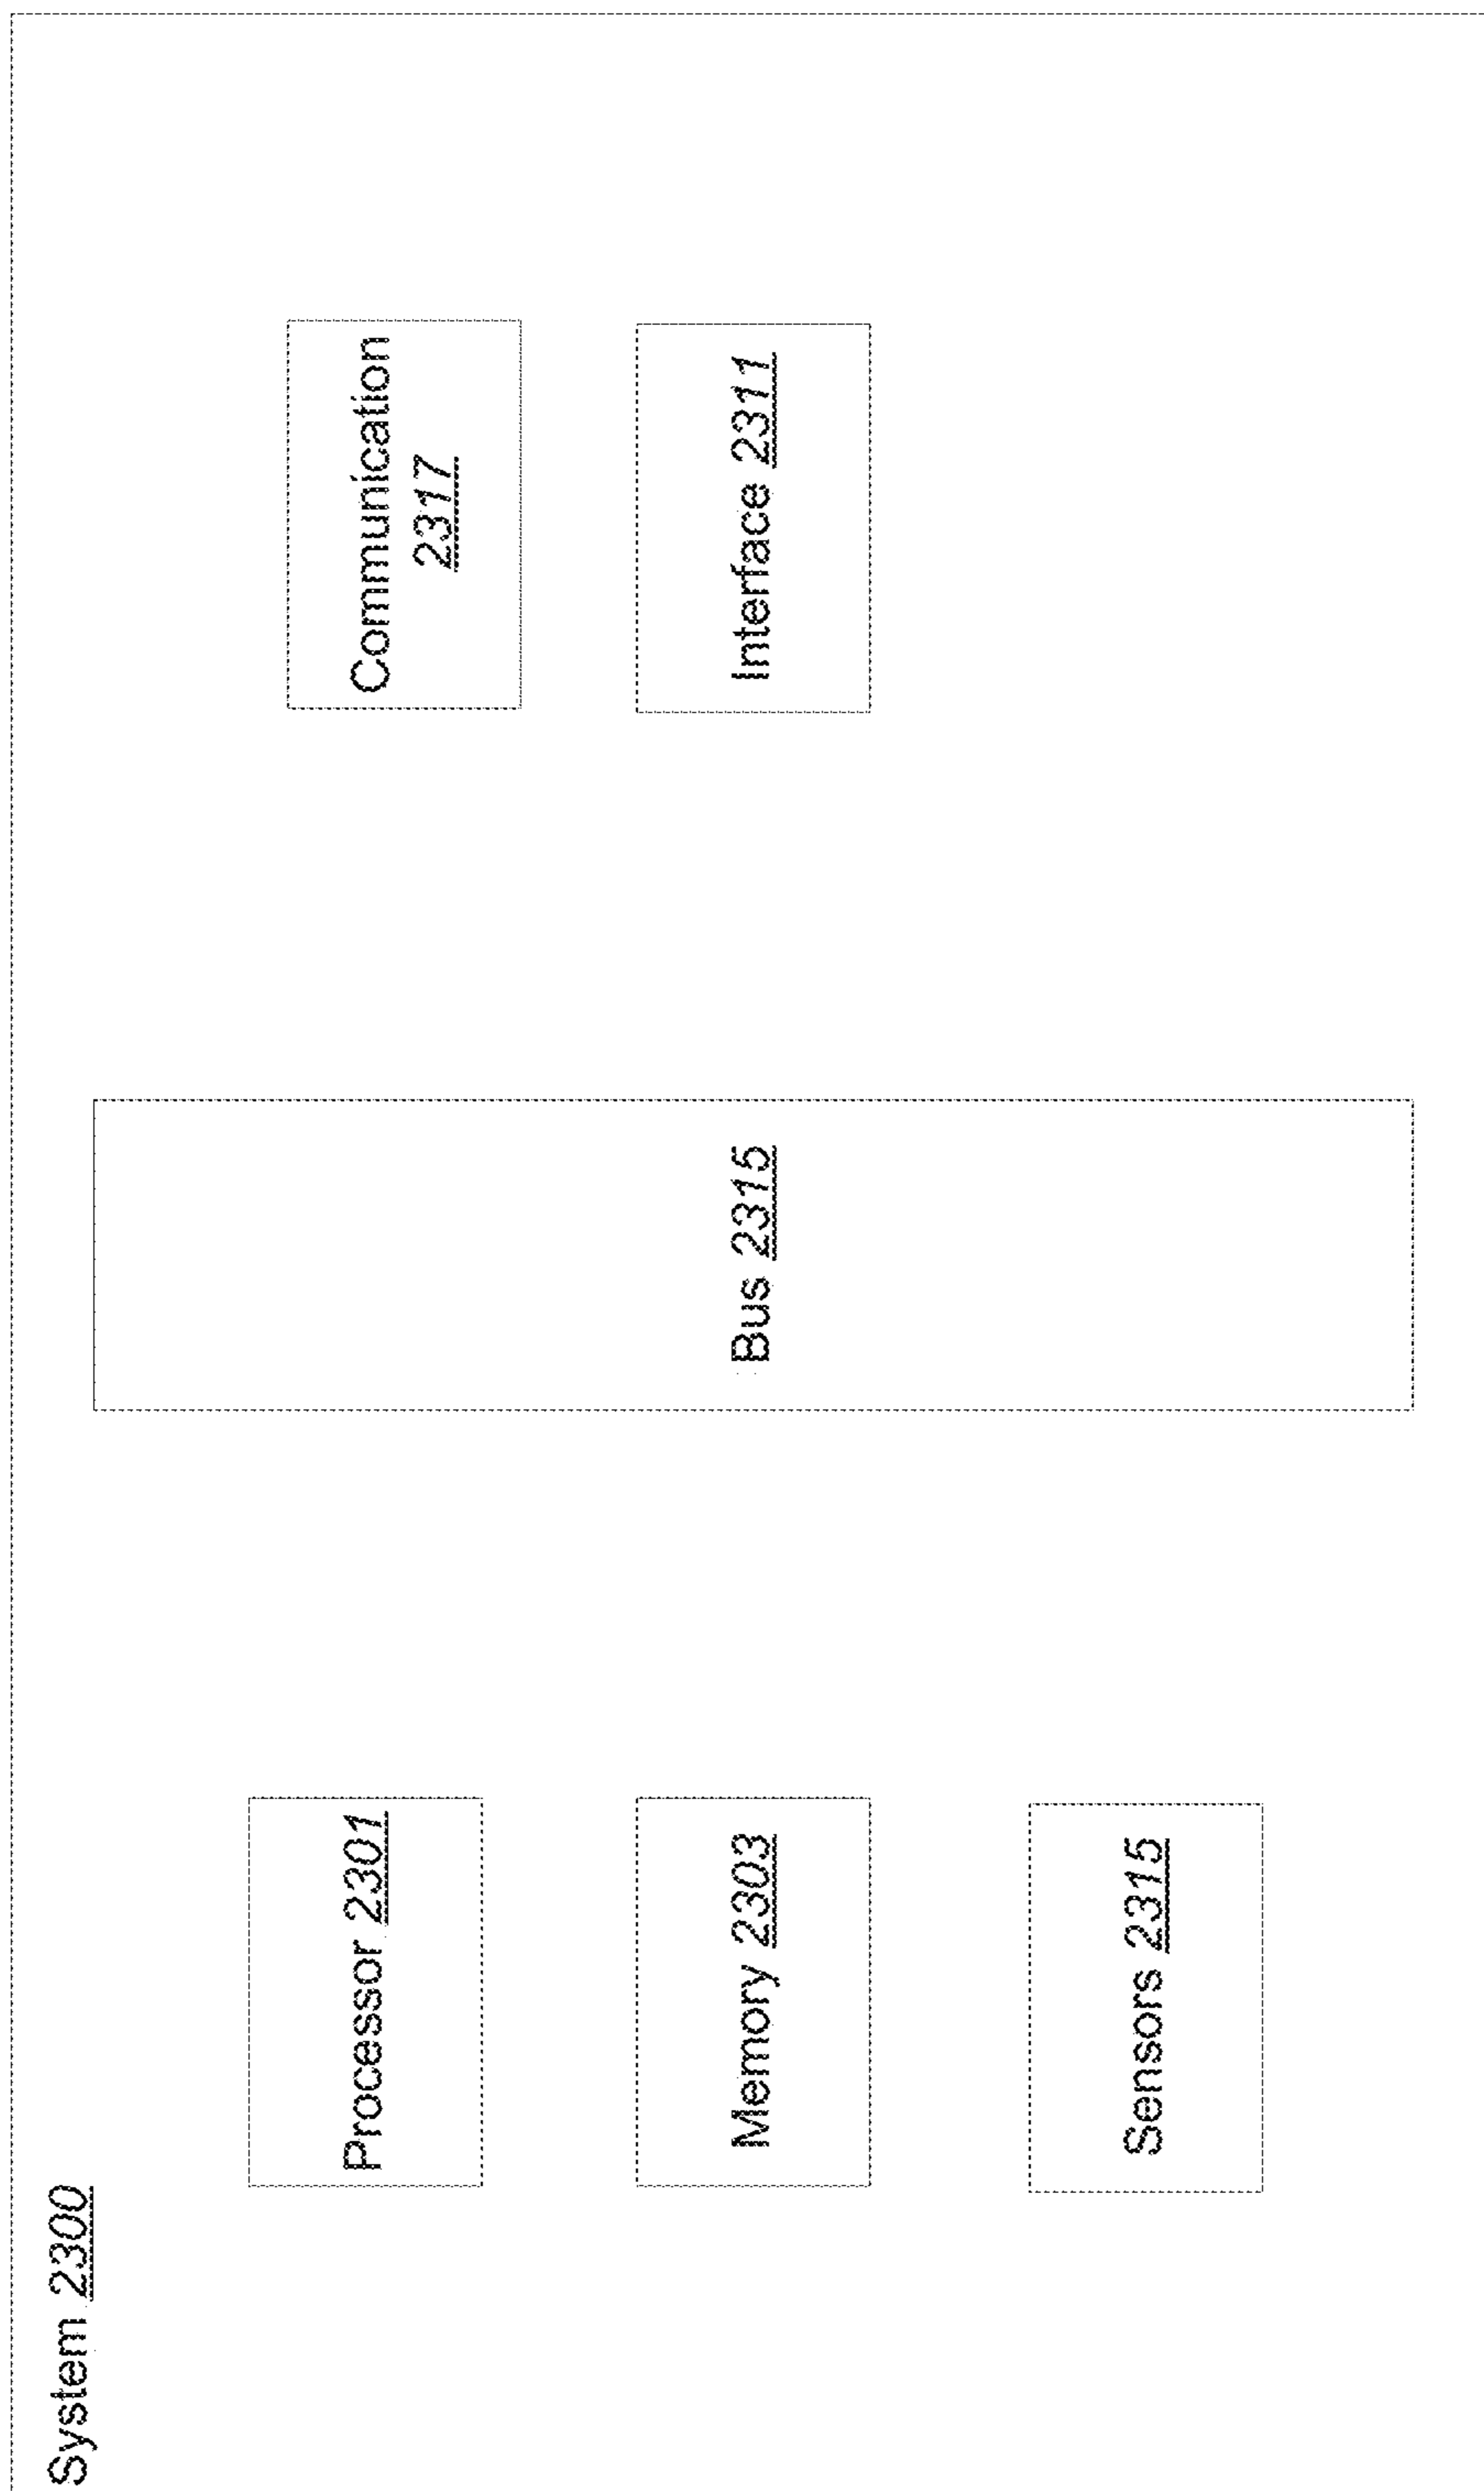 System 2300
Processor 2301
Communication
2317
Memory 2303
Bus 2315
Interface 2311
Sensors 2315